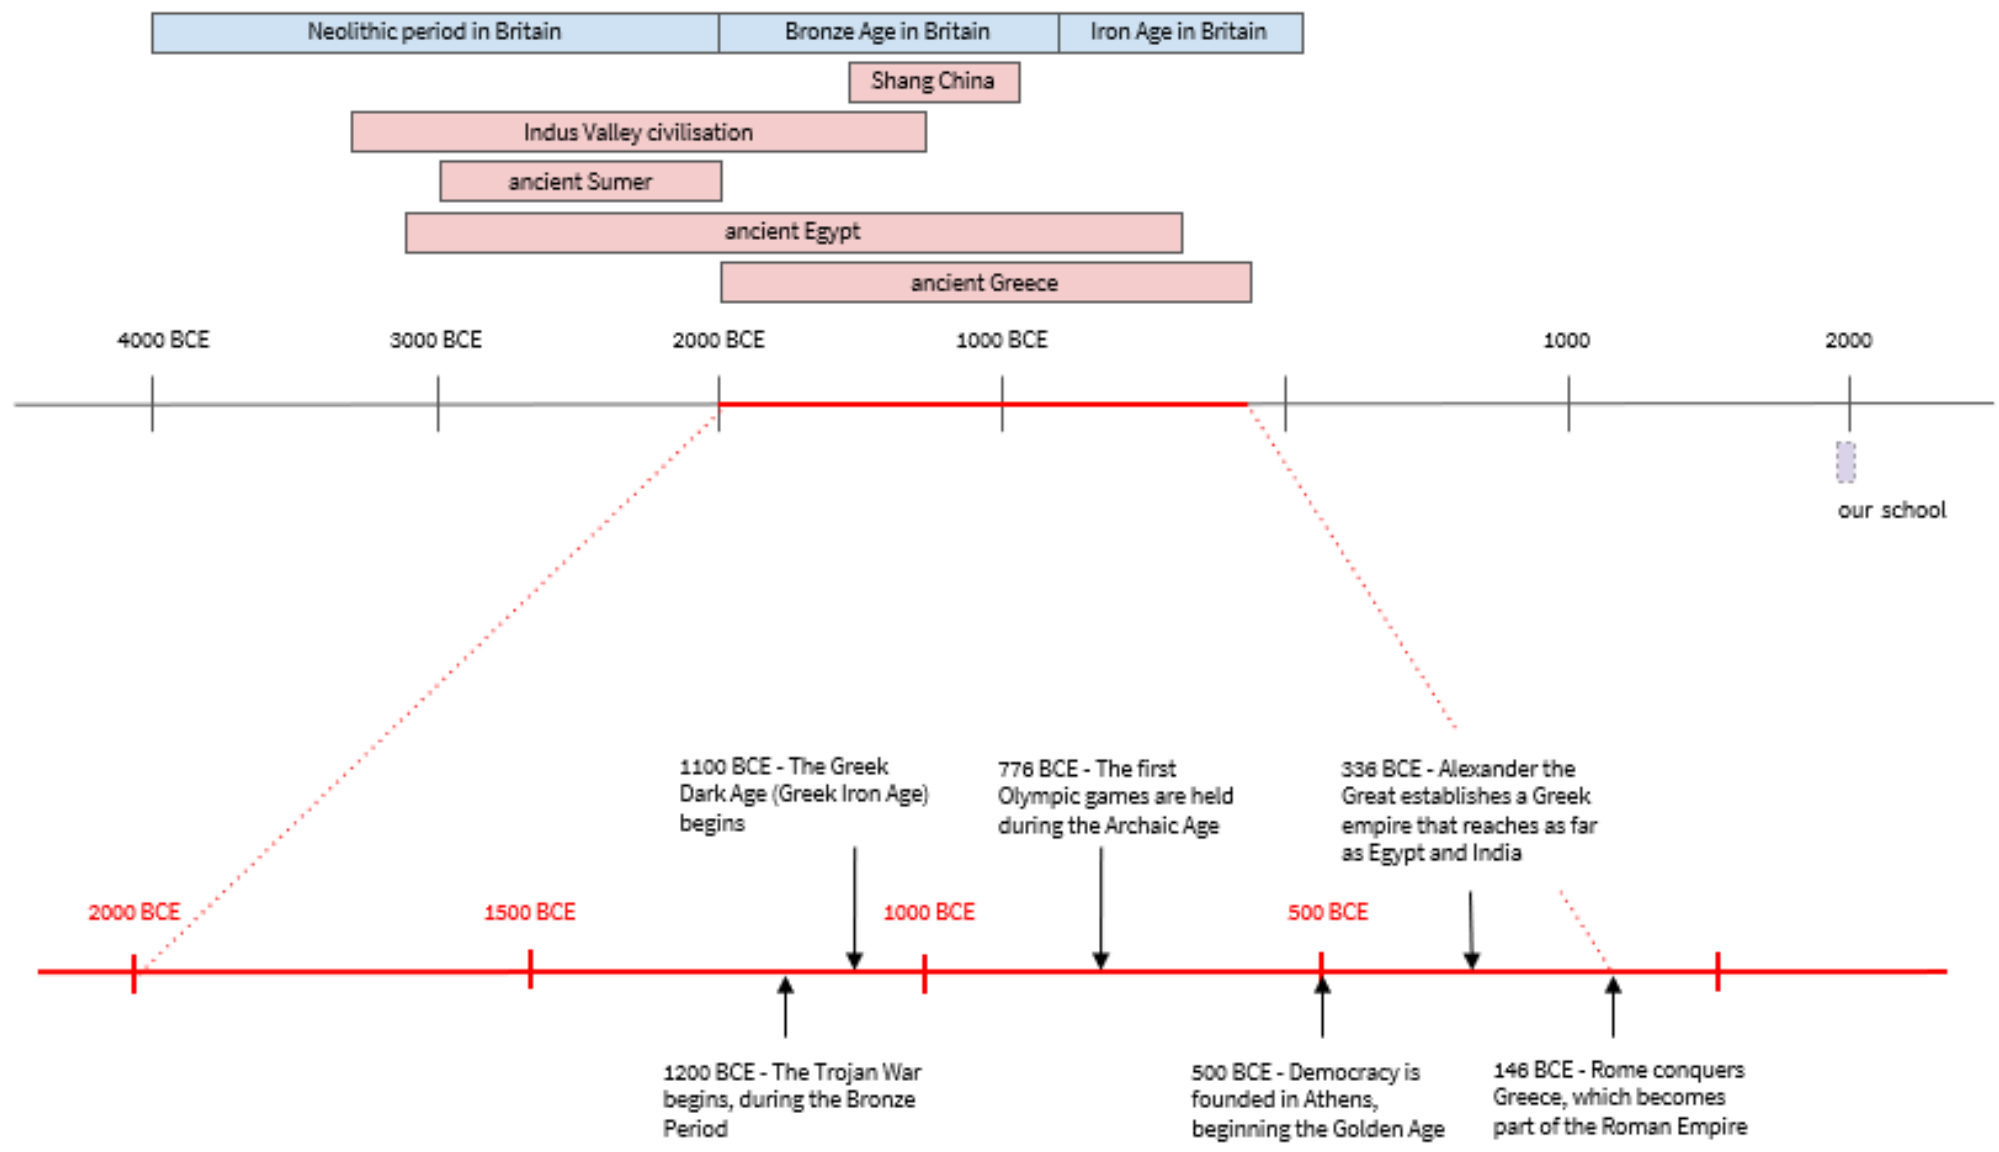 Neolithic period in Britain
Bronze Age in Britain
Iron Age in Britain
Shang China
Indus Valley civilisation
ancient Sumer
ancient Egypt
ancient Greece
4000 BCE
3000 BCE
2000 BCE
1000 BCE
1000
2000
our school
1100 BCE - The Greek
Dark Age (Greek Iron Age)
begins
776 BCE - The first
Olympic games are held
during the Archaic Age
336 BCE - Alexander the
Great establishes a Greek
empire that reaches as far
as Egypt and India
2000 BCE
1500 BCE
1000 BCE
500 BCE
1200 BCE - The Trojan War
begins, during the Bronze
Period
500 BCE - Democracy is
founded in Athens,
beginning the Golden Age
146 BCE - Rome conquers
Greece, which becomes
part of the Roman Empire